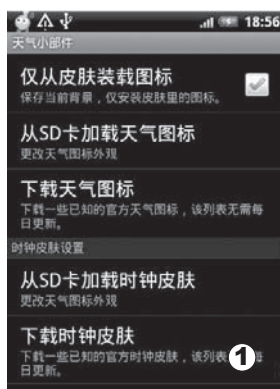 18:56
天气小部件
仅从皮肤装载图标
保存当前背景,仅安装皮肤里的图标。
从SD卡加载天气图标
更改天气图标外观
下载天气图标
下载一些已知的官方天气图标,该列表无需每
日更新。
时钟皮肤设置
从SD卡加载时钟皮肤
更改天气图标外观
下载时钟皮肤
下载一些已知的官方时钟皮肤,该列表
每
日更新。
1